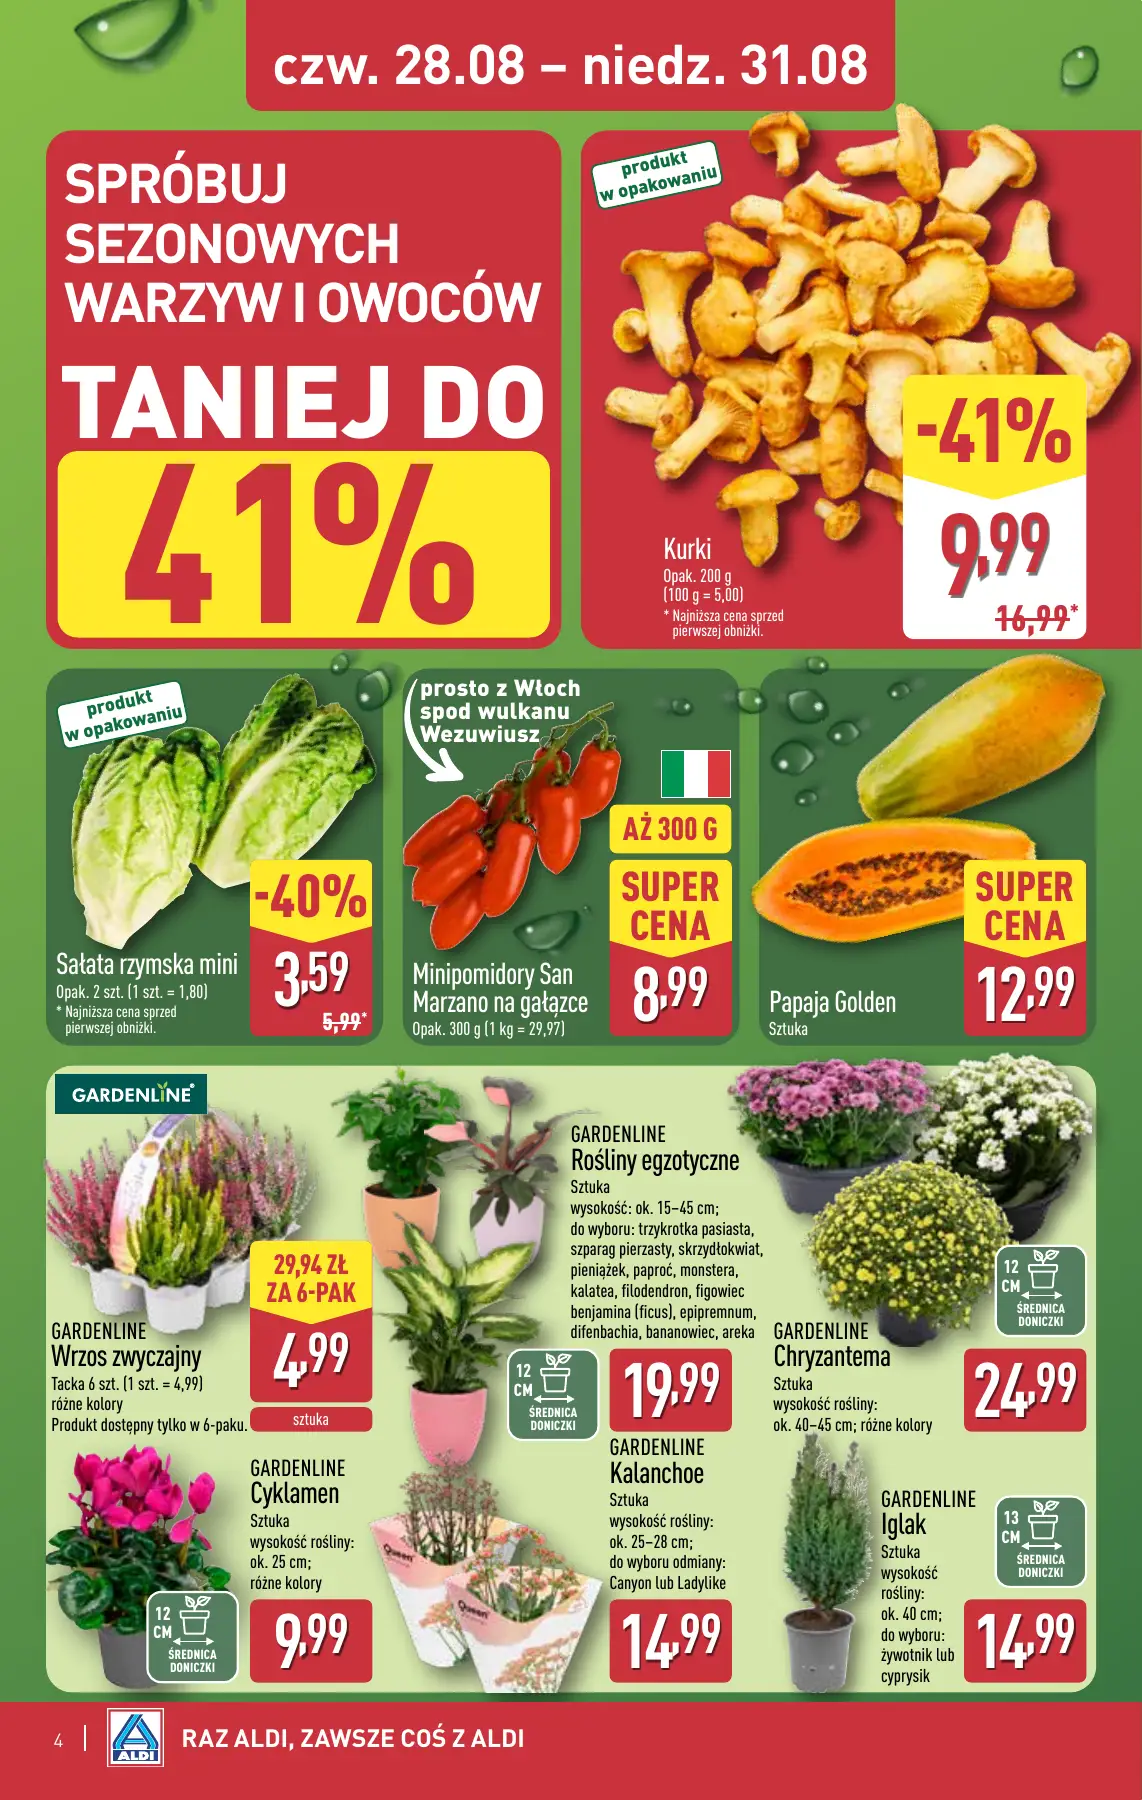 czw. 28.08 – niedz. 31.08
SPRÓBUJ
SEZONOWYCH
WARZYW I OWOCÓW
TANIEJ DO
41%
produkt
w opakowaniu
Kurki
Opak. 200 g
(100 g = 5,00)
* Najniższa cena sprzed
pierwszej obniżki.
-41%
9,99
16,99*
produkt
w opakowaniu
Sałata rzymska mini
Opak. 2 szt. (1 szt. = 1,80)
* Najniższa cena sprzed
pierwszej obniżki.
-40%
3,59
5,99*
prosto z Włoch
spod wulkanu
Wezuwiusz
Minipomidory San
Marzano na gałązce
Opak. 300 g (1 kg = 29,97)
AŻ 300 G
SUPER
CENA
8,99
Papaja Golden
Sztuka
SUPER
CENA
12,99
GARDENLINE®
GARDENLINE
Wrzos zwyczajny
Tacka 6 szt. (1 szt. = 4,99)
różne kolory
Produkt dostępny tylko w 6-paku.
29,94 ZŁ
ZA 6-PAK
4,99
sztuka
GARDENLINE
Rośliny egzotyczne
Sztuka
wysokość: ok. 15–45 cm;
do wyboru: trzykrotka pasiasta,
szparag pierzasty, skrzydłokwiat,
pieniążek, paproć, monstera,
kalatea, filodendron, figowiec
benjamina (ficus), epipremnum,
difenbachia, bananowiec, areka
12
CM
ŚREDNICA
DONICZKI
19,99
GARDENLINE
Chryzantema
Sztuka
wysokość rośliny:
ok. 40–45 cm; różne kolory
12
CM
ŚREDNICA
DONICZKI
24,99
GARDENLINE
Cyklamen
Sztuka
wysokość rośliny:
ok. 25 cm;
różne kolory
12
CM
ŚREDNICA
DONICZKI
9,99
Queen
Queen
GARDENLINE
Kalanchoe
Sztuka
wysokość rośliny:
ok. 25–28 cm;
do wyboru odmiany:
Canyon lub Ladylike
14,99
GARDENLINE
Iglak
Sztuka
wysokość
rośliny:
ok. 40 cm;
do wyboru:
żywotnik lub
cyprysik
13
CM
ŚREDNICA
DONICZKI
14,99
4
ALDI
RAZ ALDI, ZAWSZE COŚ Z ALDI